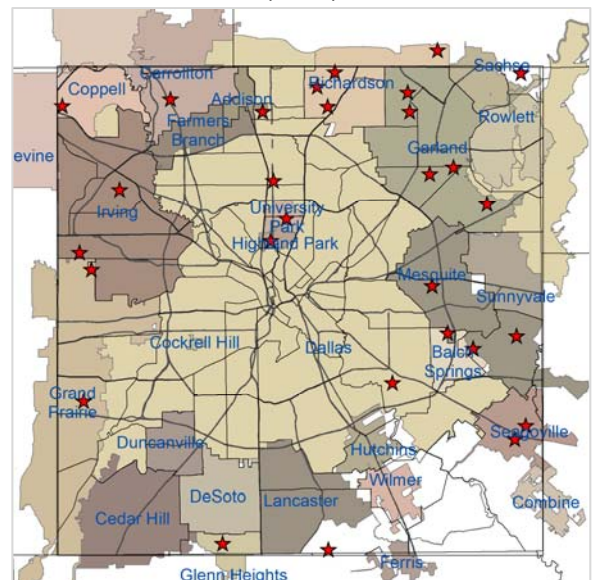 Carrollton
Sachse
Coppell
Richardson
Addison
Rowlett
Farmers
Branch
Garland
evine
Irving
University
Park
Highland Park
Mesquite
Sunnyvale
Cockrell Hill
Dallas
Balch
Springs
Grand
Prairie
Seagoville
Duncanville
Hutchins
Wilmer
DeSoto
Lancaster
Combine
Cedar Hill
Ferris
Glenn Heights